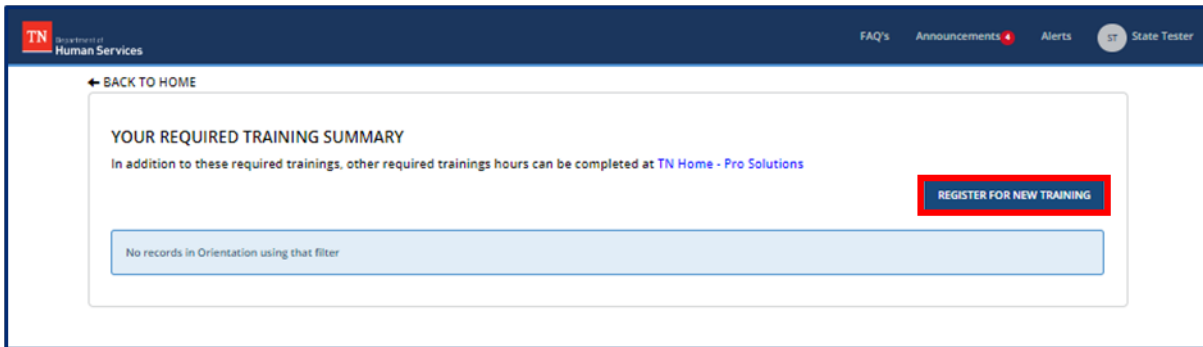 TN Department of
Human Services
FAQ's Announcements 4 Alerts ST State Tester
← BACK TO HOME
YOUR REQUIRED TRAINING SUMMARY
In addition to these required trainings, other required trainings hours can be completed at TN Home - Pro Solutions
REGISTER FOR NEW TRAINING
No records in Orientation using that filter